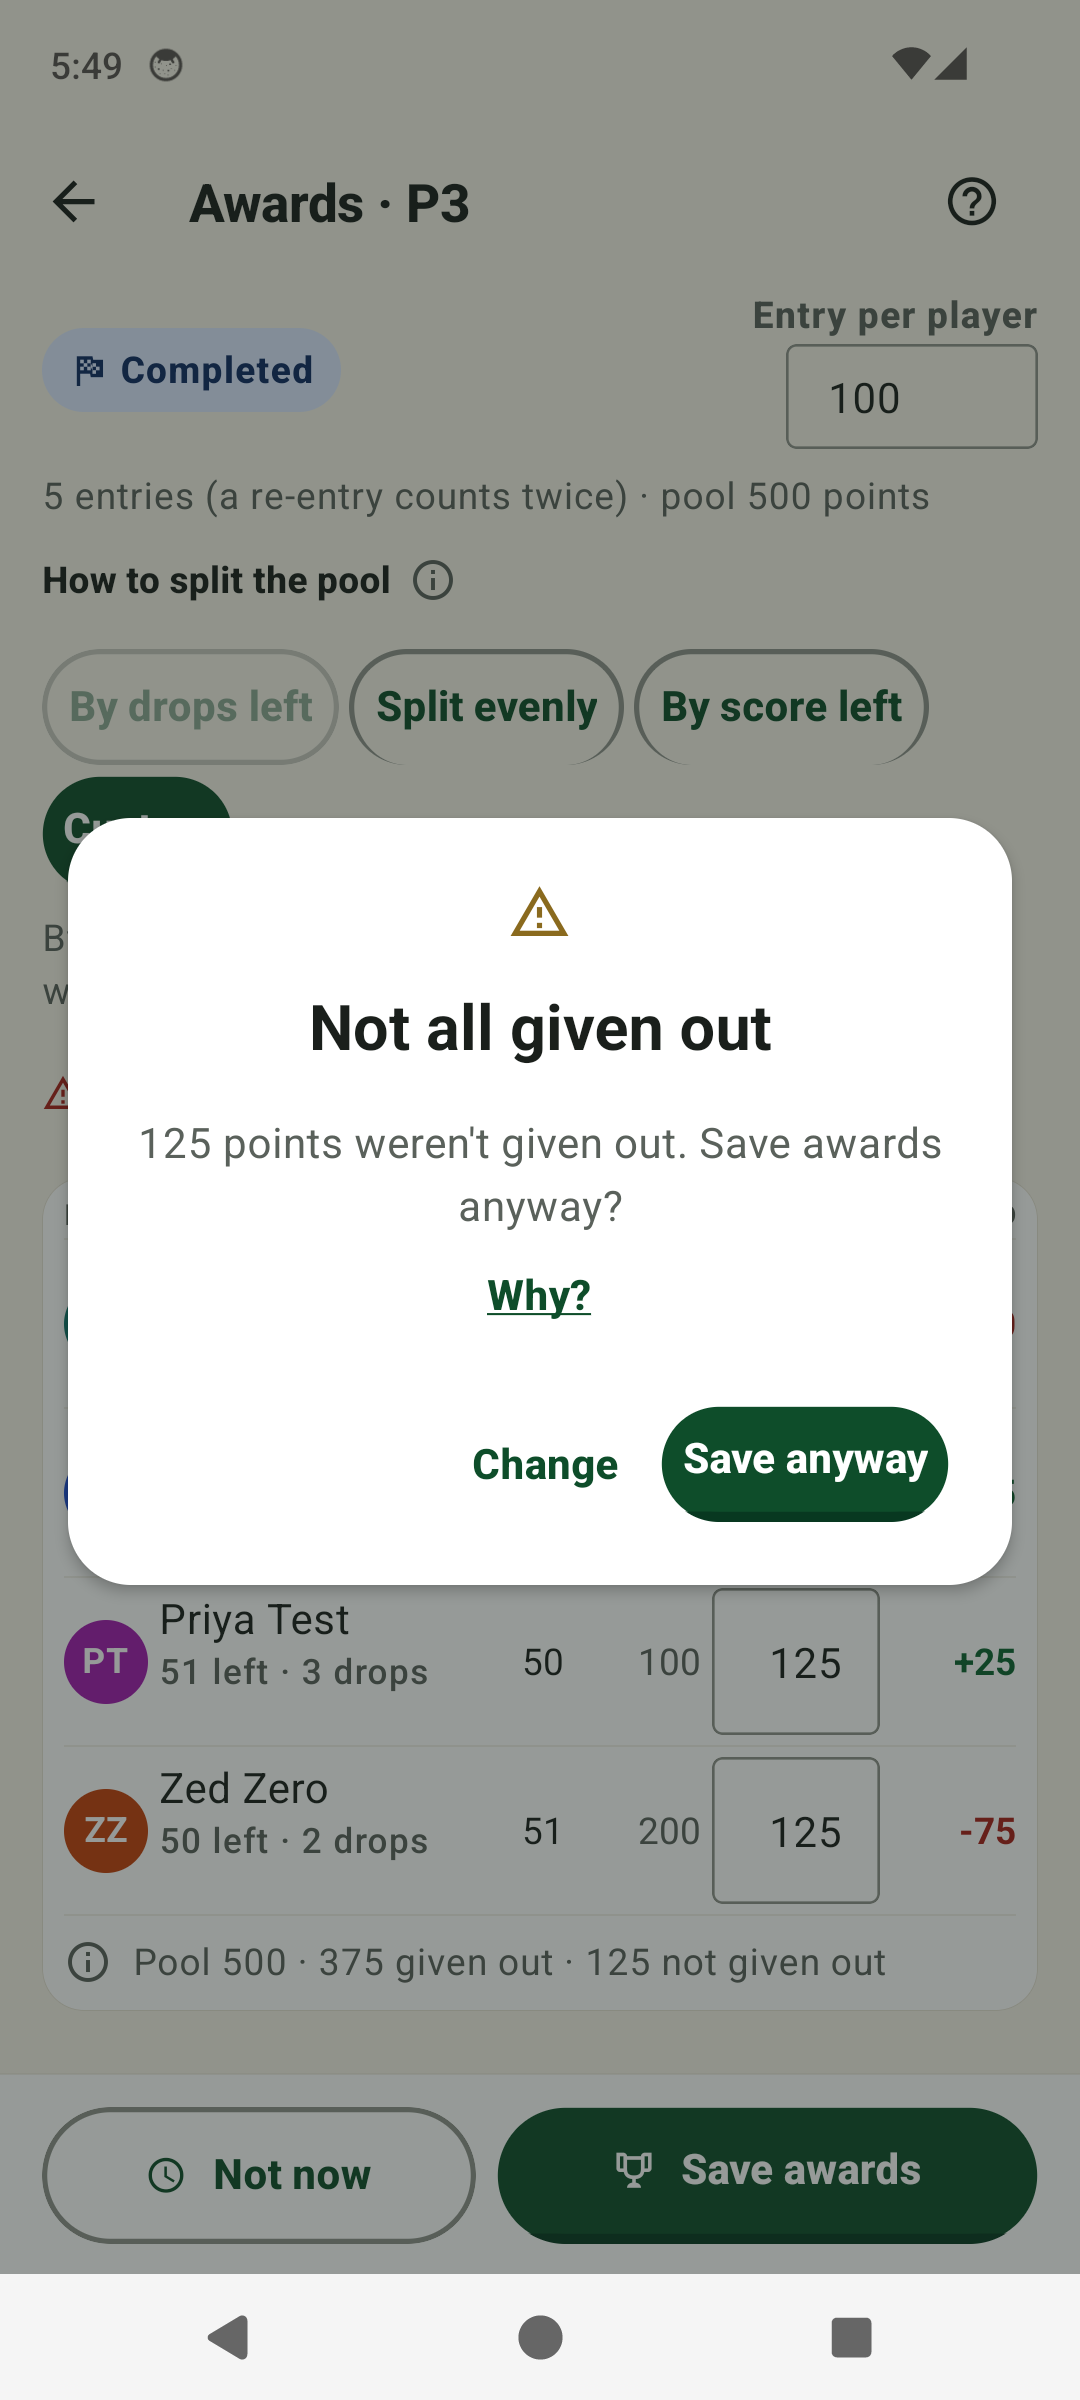 5:49
Awards · P3
Entry per player
Completed
100
5 entries (a re-entry counts twice) · pool 500 points
How to split the pool
By drops left
Split evenly
By score left
Not all given out
125 points weren't given out. Save awards
anyway?
Why?
Change
Save anyway
PT
Priya Test
51 left · 3 drops
50
100
125
+25
ZZ
Zed Zero
50 left · 2 drops
51
200
125
-75
Pool 500 · 375 given out · 125 not given out
Not now
Save awards